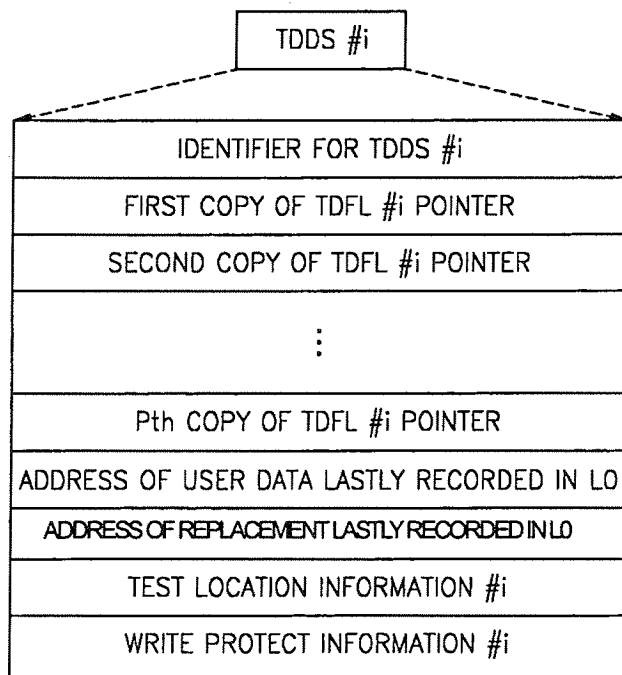 TDDS #i
IDENTIFIER FOR TDDS #i
FIRST COPY OF TDFL #i POINTER
SECOND COPY OF TDFL #i POINTER
⋮
Pth COPY OF TDFL #i POINTER
ADDRESS OF USER DATA LASTLY RECORDED IN L0
ADDRESS OF REPLACEMENT LASTLY RECORDED IN L0
TEST LOCATION INFORMATION #i
WRITE PROTECT INFORMATION #i